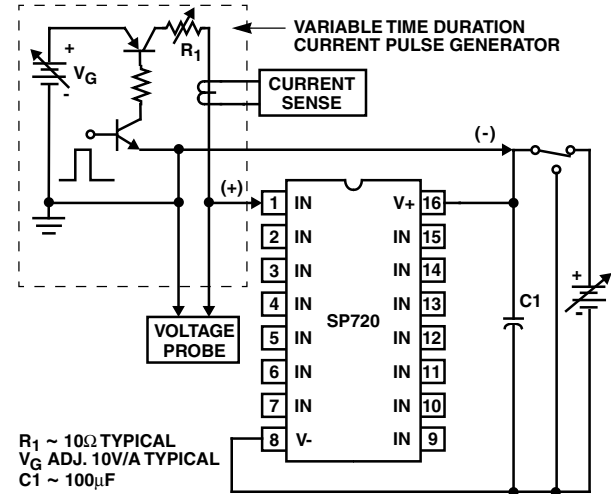 VARIABLE TIME DURATION
CURRENT PULSE GENERATOR
+
VG
-
R1
CURRENT
SENSE
(-)
(+)
1 IN V+ 16
2 IN IN 15
3 IN IN 14
4 IN IN 13
5 IN IN 12
6 IN IN 11
7 IN IN 10
8 V- IN 9
SP720
C1
+
-
VOLTAGE
PROBE
R1 ~ 10Ω TYPICAL
VG ADJ. 10V/A TYPICAL
C1 ~ 100μF